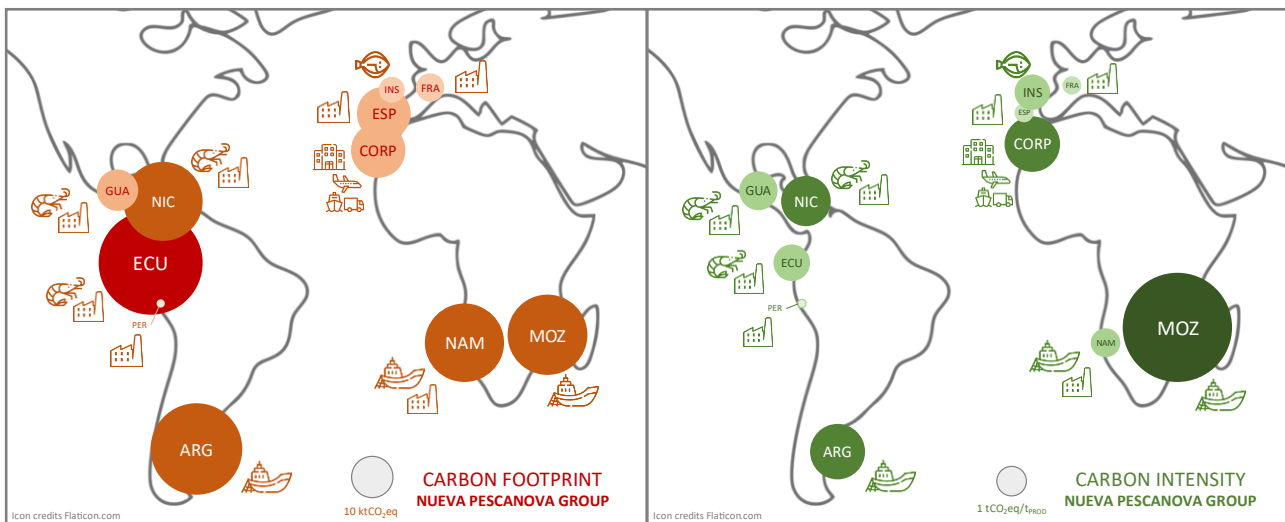 INS
FRA
ESP
CORP
GUA
NIC
ECU
PER
NAM
MOZ
ARG
CARBON FOOTPRINT
NUEVA PESCANOVA GROUP
10 ktCO₂eq
Icon credits Flaticon.com
INS
FRA
ESP
CORP
GUA
NIC
ECU
PER
NAM
MOZ
ARG
CARBON INTENSITY
NUEVA PESCANOVA GROUP
1 tCO₂eq/tPROD
Icon credits Flaticon.com